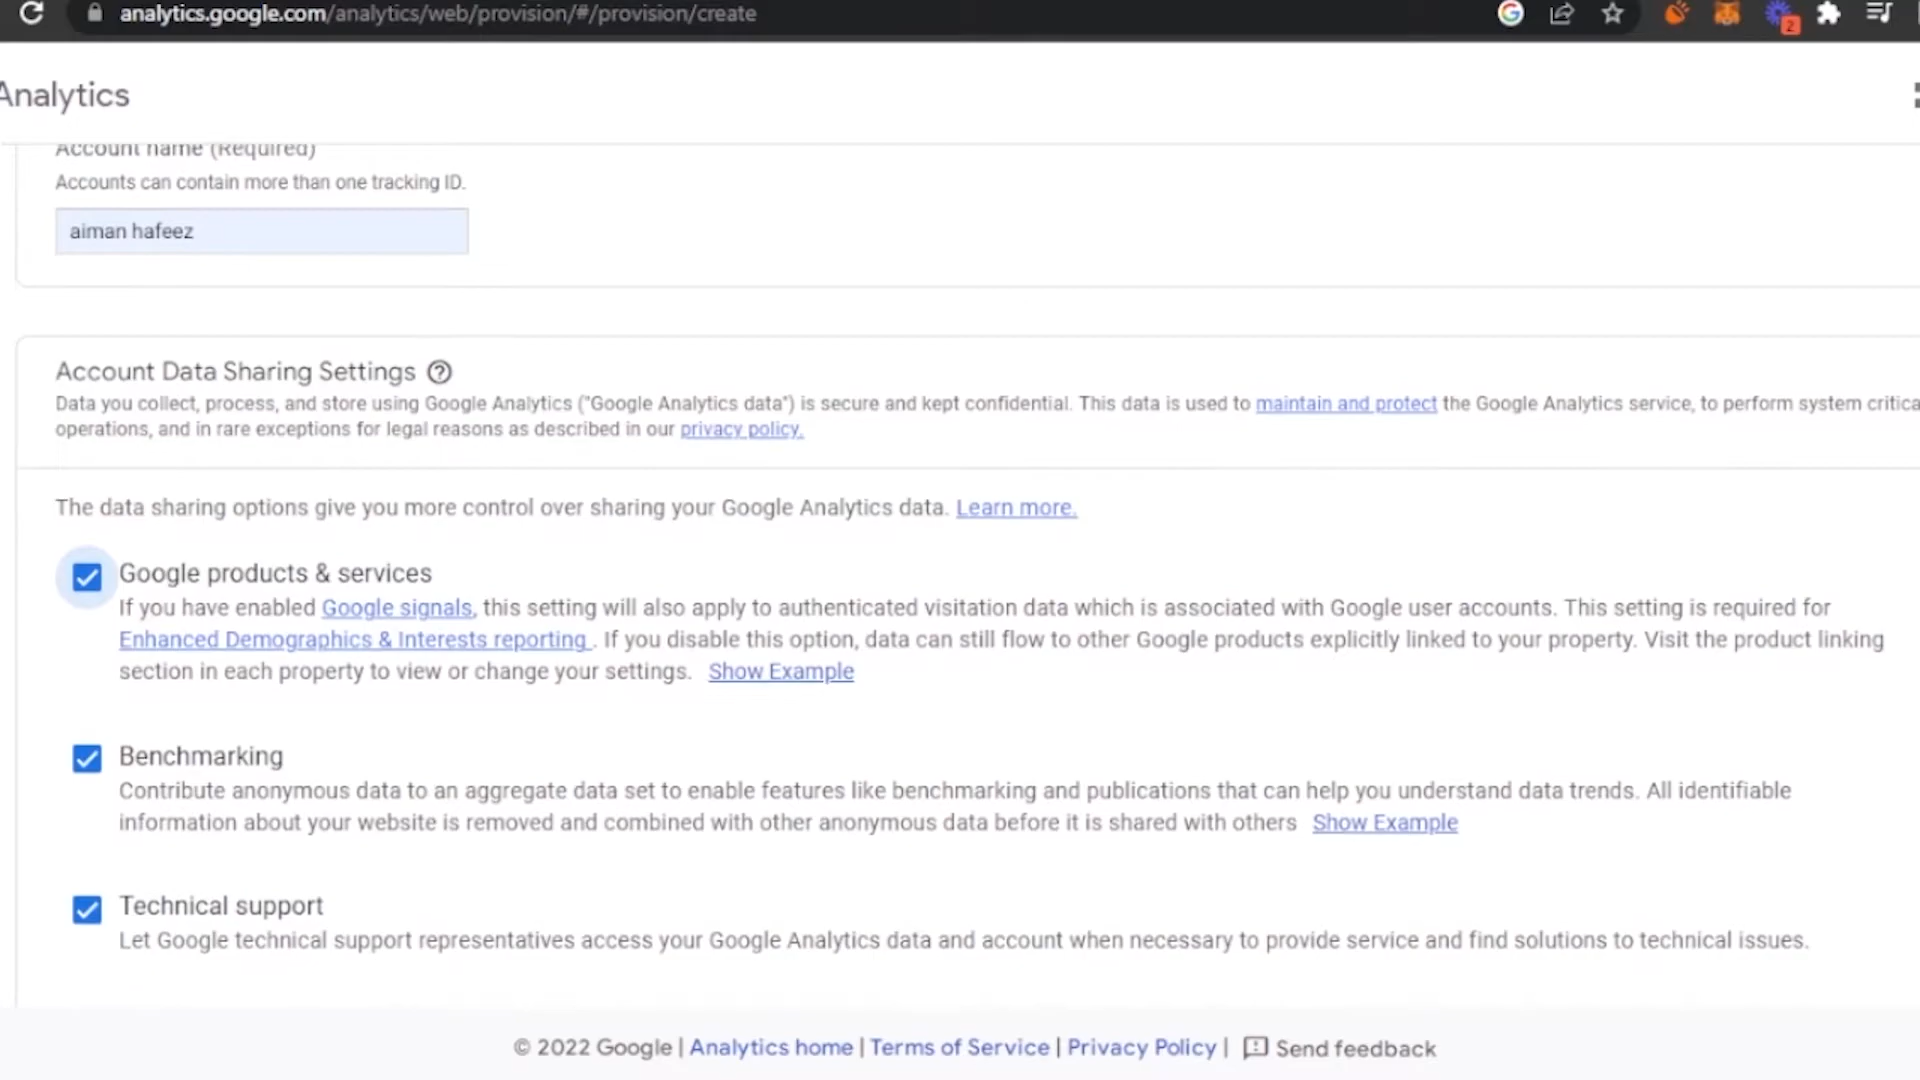 analytics.google.com/analytics/web/provision/#/provision/create
2
Analytics
Account name (Required)
Accounts can contain more than one tracking ID.
aiman hafeez
Account Data Sharing Settings
Data you collect, process, and store using Google Analytics ("Google Analytics data") is secure and kept confidential. This data is used to maintain and protect the Google Analytics service, to perform system critica
operations, and in rare exceptions for legal reasons as described in our privacy policy.
The data sharing options give you more control over sharing your Google Analytics data. Learn more.
Google products & services
If you have enabled Google signals, this setting will also apply to authenticated visitation data which is associated with Google user accounts. This setting is required for
Enhanced Demographics & Interests reporting . If you disable this option, data can still flow to other Google products explicitly linked to your property. Visit the product linking
section in each property to view or change your settings. Show Example
Benchmarking
Contribute anonymous data to an aggregate data set to enable features like benchmarking and publications that can help you understand data trends. All identifiable
information about your website is removed and combined with other anonymous data before it is shared with others Show Example
Technical support
Let Google technical support representatives access your Google Analytics data and account when necessary to provide service and find solutions to technical issues.
© 2022 Google | Analytics home | Terms of Service | Privacy Policy | Send feedback